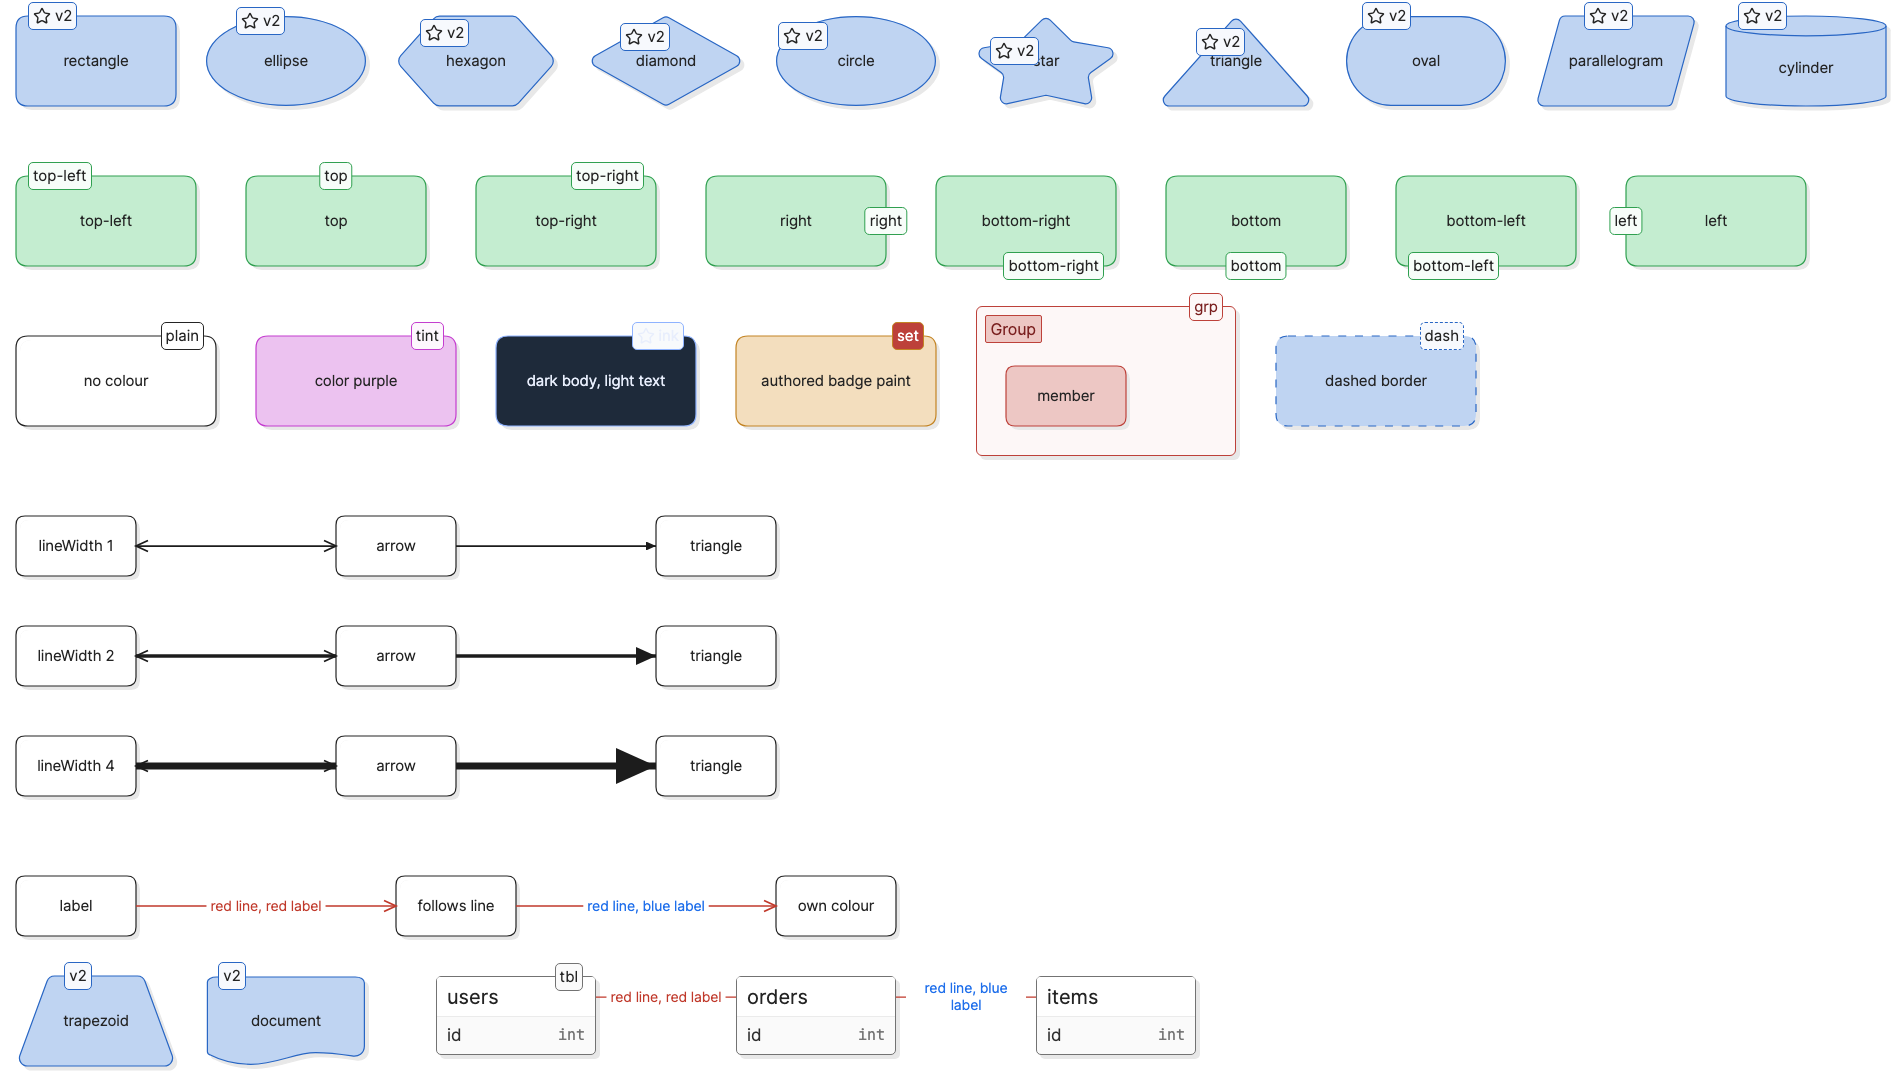 v2
rectangle
v2
ellipse
v2
hexagon
v2
diamond
v2
circle
v2
star
v2
triangle
v2
oval
v2
parallelogram
v2
cylinder
top-left
top-left
top
top
top-right
top-right
right
right
bottom-right
bottom-right
bottom
bottom
bottom-left
bottom-left
left
left
plain
no colour
tint
color purple
ink
dark body, light text
set
authored badge paint
grp
Group
member
dash
dashed border
lineWidth 1
arrow
triangle
lineWidth 2
arrow
triangle
lineWidth 4
arrow
triangle
label
red line, red label
follows line
red line, blue label
own colour
v2
trapezoid
v2
document
tbl
users
id int
red line, red label
orders
id int
red line, blue
label
items
id int